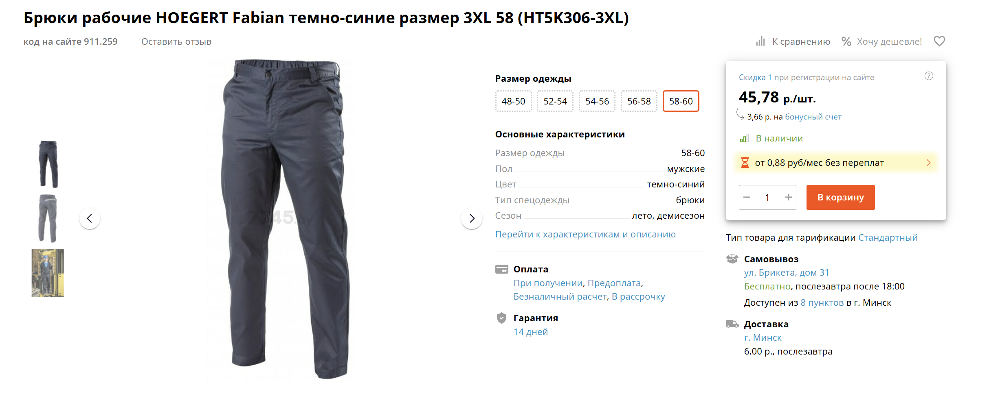 Брюки рабочие HOEGERT Fabian темно-синие размер 3XL 58 (HT5K306-3XL)
код на сайте 911.259
Оставить отзыв
К сравнению
Хочу дешевле!
7745.by
Размер одежды
48-50
52-54
54-56
56-58
58-60
Основные характеристики
Размер одежды 58-60
Пол мужские
Цвет темно-синий
Тип спецодежды брюки
Сезон лето, демисезон
Перейти к характеристикам и описанию
Оплата
При получении, Предоплата,
Безналичный расчет, В рассрочку
Гарантия
14 дней
Скидка 1 при регистрации на сайте
?
45,78 р./шт.
3,66 р. на бонусный счет
В наличии
от 0,88 руб/мес без переплат
− 1 +
В корзину
Тип товара для тарификации Стандартный
Самовывоз
ул. Брикета, дом 31
Бесплатно, послезавтра после 18:00
Доступен из 8 пунктов в г. Минск
Доставка
г. Минск
6,00 р., послезавтра